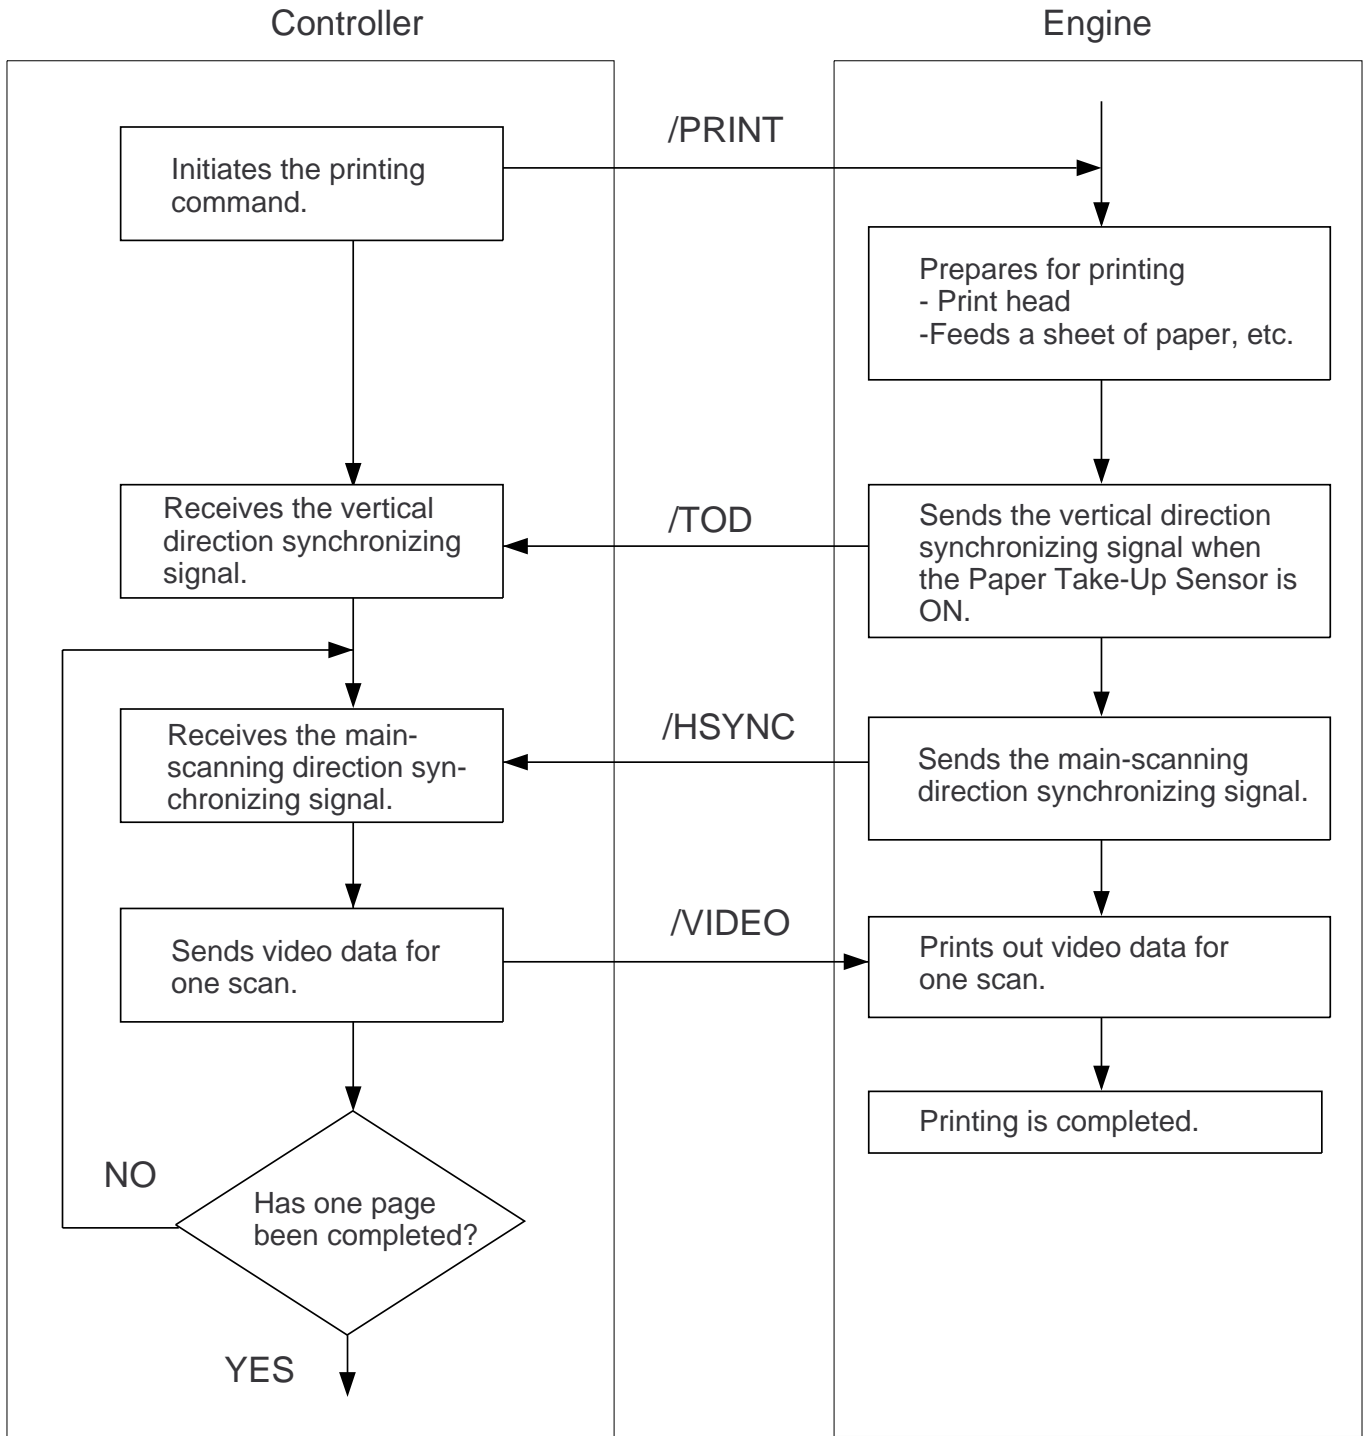 Controller
Engine
/PRINT
Initiates the printing
command.
Prepares for printing
- Print head
-Feeds a sheet of paper, etc.
Receives the vertical
direction synchronizing
signal.
/TOD
Sends the vertical direction
synchronizing signal when
the Paper Take-Up Sensor is
ON.
Receives the main-
scanning direction syn-
chronizing signal.
/HSYNC
Sends the main-scanning
direction synchronizing signal.
Sends video data for
one scan.
/VIDEO
Prints out video data for
one scan.
Printing is completed.
NO
Has one page
been completed?
YES